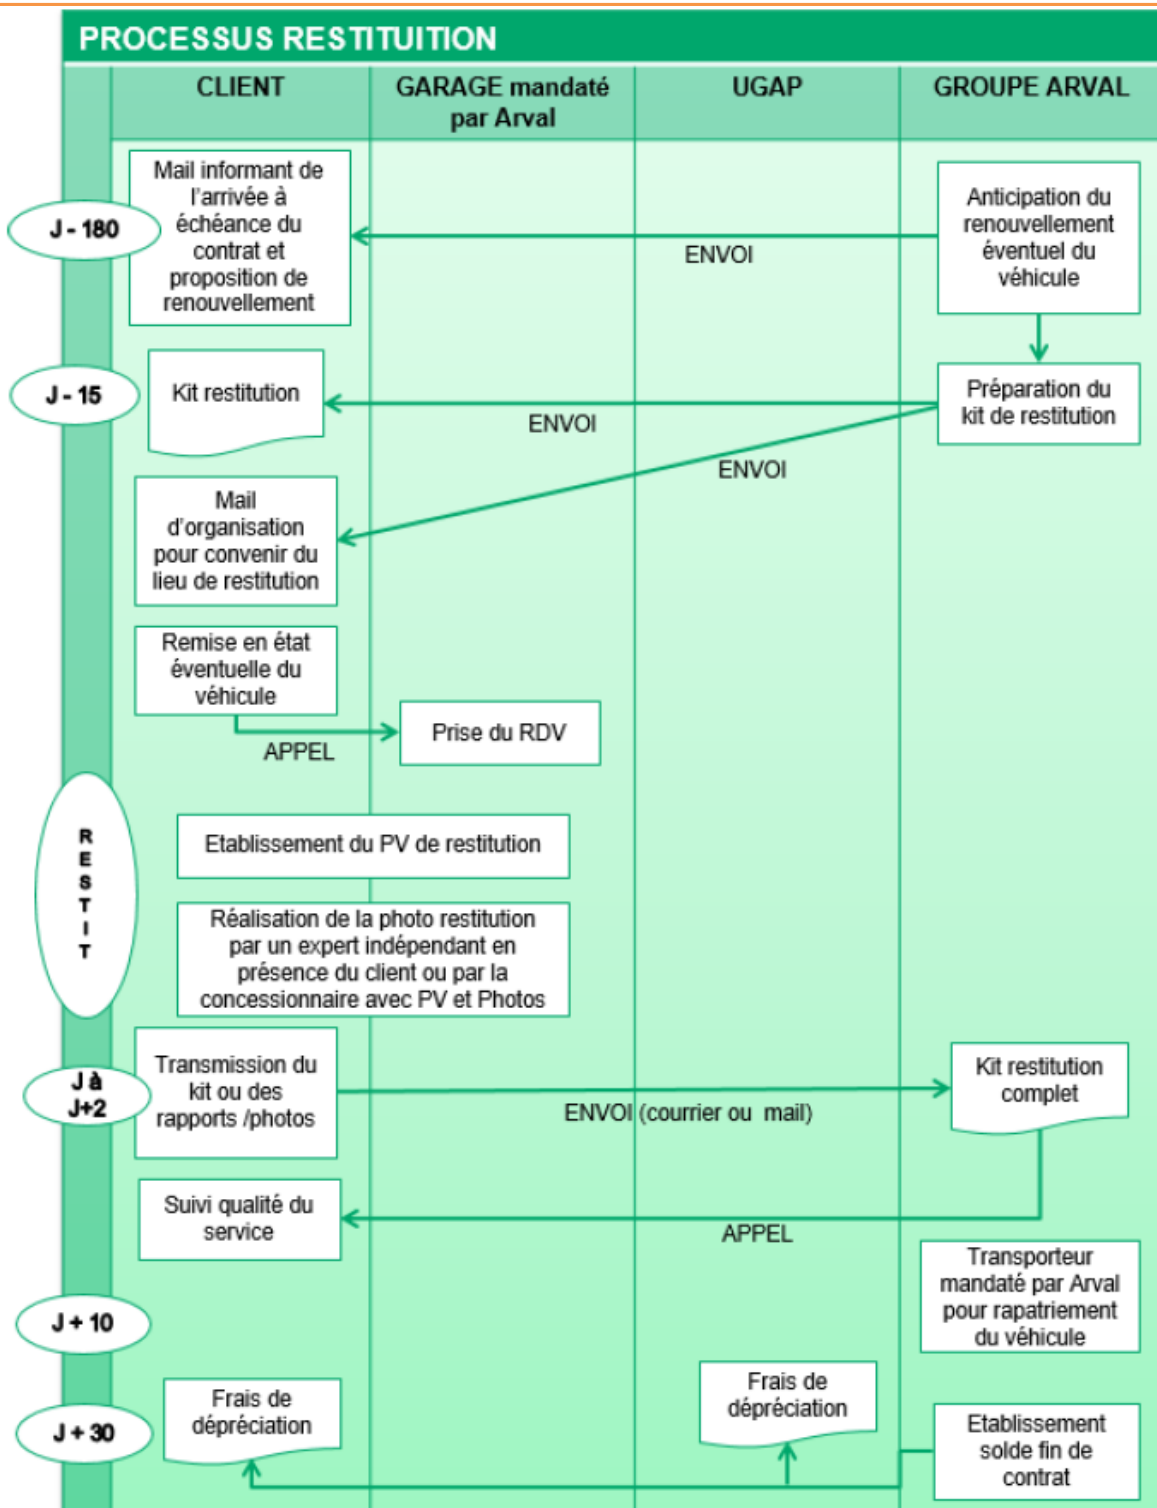 PROCESSUS RESTITUITION
CLIENT
GARAGE mandaté
par Arval
UGAP
GROUPE ARVAL
J - 180
Mail informant de
l'arrivée à
échéance du
contrat et
proposition de
renouvellement
ENVOI
Anticipation du
renouvellement
éventuel du
véhicule
J - 15
Kit restitution
ENVOI
Préparation du
kit de restitution
ENVOI
Mail
d'organisation
pour convenir du
lieu de restitution
Remise en état
éventuelle du
véhicule
APPEL
Prise du RDV
R
E
S
T
I
T
Etablissement du PV de restitution
Réalisation de la photo restitution
par un expert indépendant en
présence du client ou par la
concessionnaire avec PV et Photos
J à
J+2
Transmission du
kit ou des
rapports /photos
ENVOI (courrier ou mail)
Kit restitution
complet
Suivi qualité du
service
APPEL
Transporteur
mandaté par Arval
pour rapatriement
du véhicule
J + 10
J + 30
Frais de
dépréciation
Frais de
dépréciation
Etablissement
solde fin de
contrat